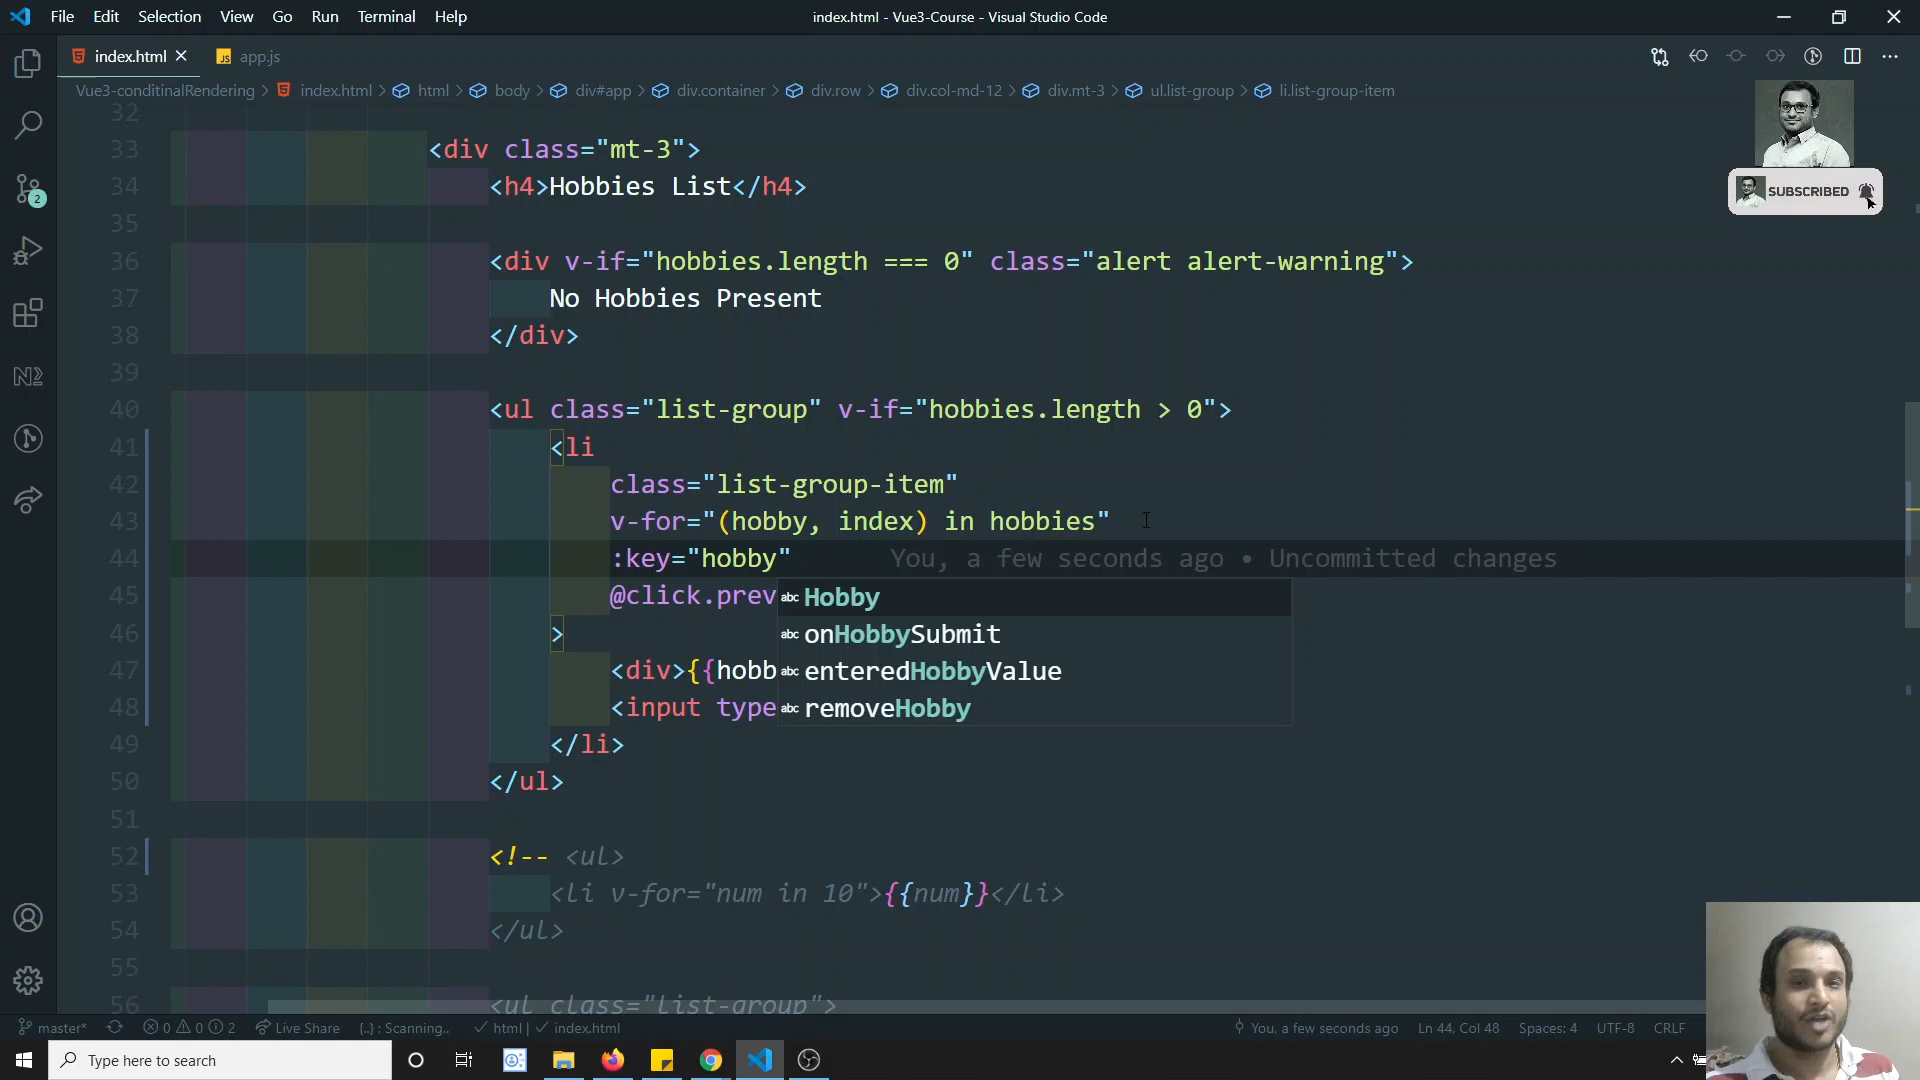 File Edit Selection View Go Run Terminal Help
index.html - Vue3-Course - Visual Studio Code
index.html
app.js
Vue3-conditinalRendering > index.html > html > body > div#app > div.container > div.row > div.col-md-12 > div.mt-3 > ul.list-group > li.list-group-item
32
33 <div class="mt-3">
34 <h4>Hobbies List</h4>
35
36 <div v-if="hobbies.length === 0" class="alert alert-warning">
37 No Hobbies Present
38 </div>
39
40 <ul class="list-group" v-if="hobbies.length > 0">
41 <li
42 class="list-group-item"
43 v-for="(hobby, index) in hobbies"
44 :key="hobby" You, a few seconds ago • Uncommitted changes
45 @click.prev
46 >
47 <div>{{hobb
48 <input type
49 </li>
50 </ul>
51
52 <!-- <ul>
53 <li v-for="num in 10">{{num}}</li>
54 </ul>
55
56 <ul class="list-group">
abc Hobby
abc onHobbySubmit
abc enteredHobbyValue
abc removeHobby
SUBSCRIBED
2
master* 0 0 2 Live Share {..} : Scanning.. html | index.html You, a few seconds ago Ln 44, Col 48 Spaces: 4 UTF-8 CRLF
Type here to search